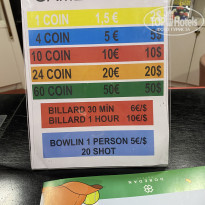 1 COIN 1,5€
4 COIN 5€ 5$
10 COIN 10€ 10$
24 COIN 20€ 20$
60 COIN 50€ 50$
BILLARD 30 MIN 6€/$
BILLARD 1 HOUR 10€/$
BOWLIN 1 PERSON 5€/$
20 SHOT